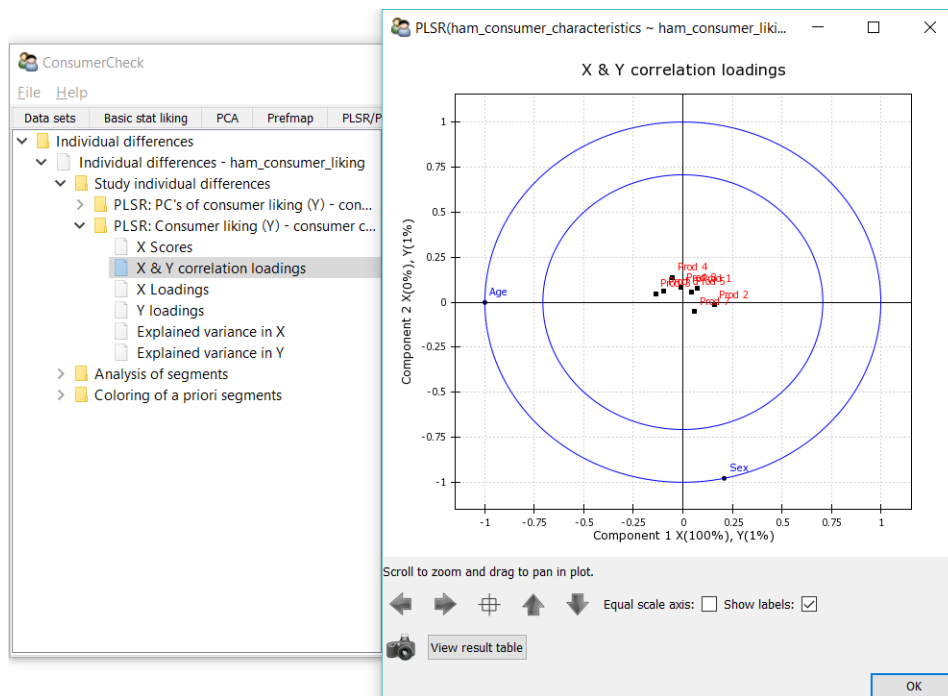 ConsumerCheck
File Help
Data sets Basic stat liking PCA Prefmap PLSR/P
Individual differences
Individual differences - ham_consumer_liking
Study individual differences
PLSR: PC's of consumer liking (Y) - con...
PLSR: Consumer liking (Y) - consumer c...
X Scores
X & Y correlation loadings
X Loadings
Y loadings
Explained variance in X
Explained variance in Y
Analysis of segments
Coloring of a priori segments
PLSR(ham_consumer_characteristics ~ ham_consumer_liki...
X & Y correlation loadings
Component 2 X(0%), Y(1%)
1
0.75
0.5
0.25
0
-0.25
-0.5
-0.75
-1
Age
Prod 4
Prod 2
Sex
-1 -0.75 -0.5 -0.25 0 0.25 0.5 0.75 1
Component 1 X(100%), Y(1%)
Scroll to zoom and drag to pan in plot.
Equal scale axis: Show labels:
View result table
OK